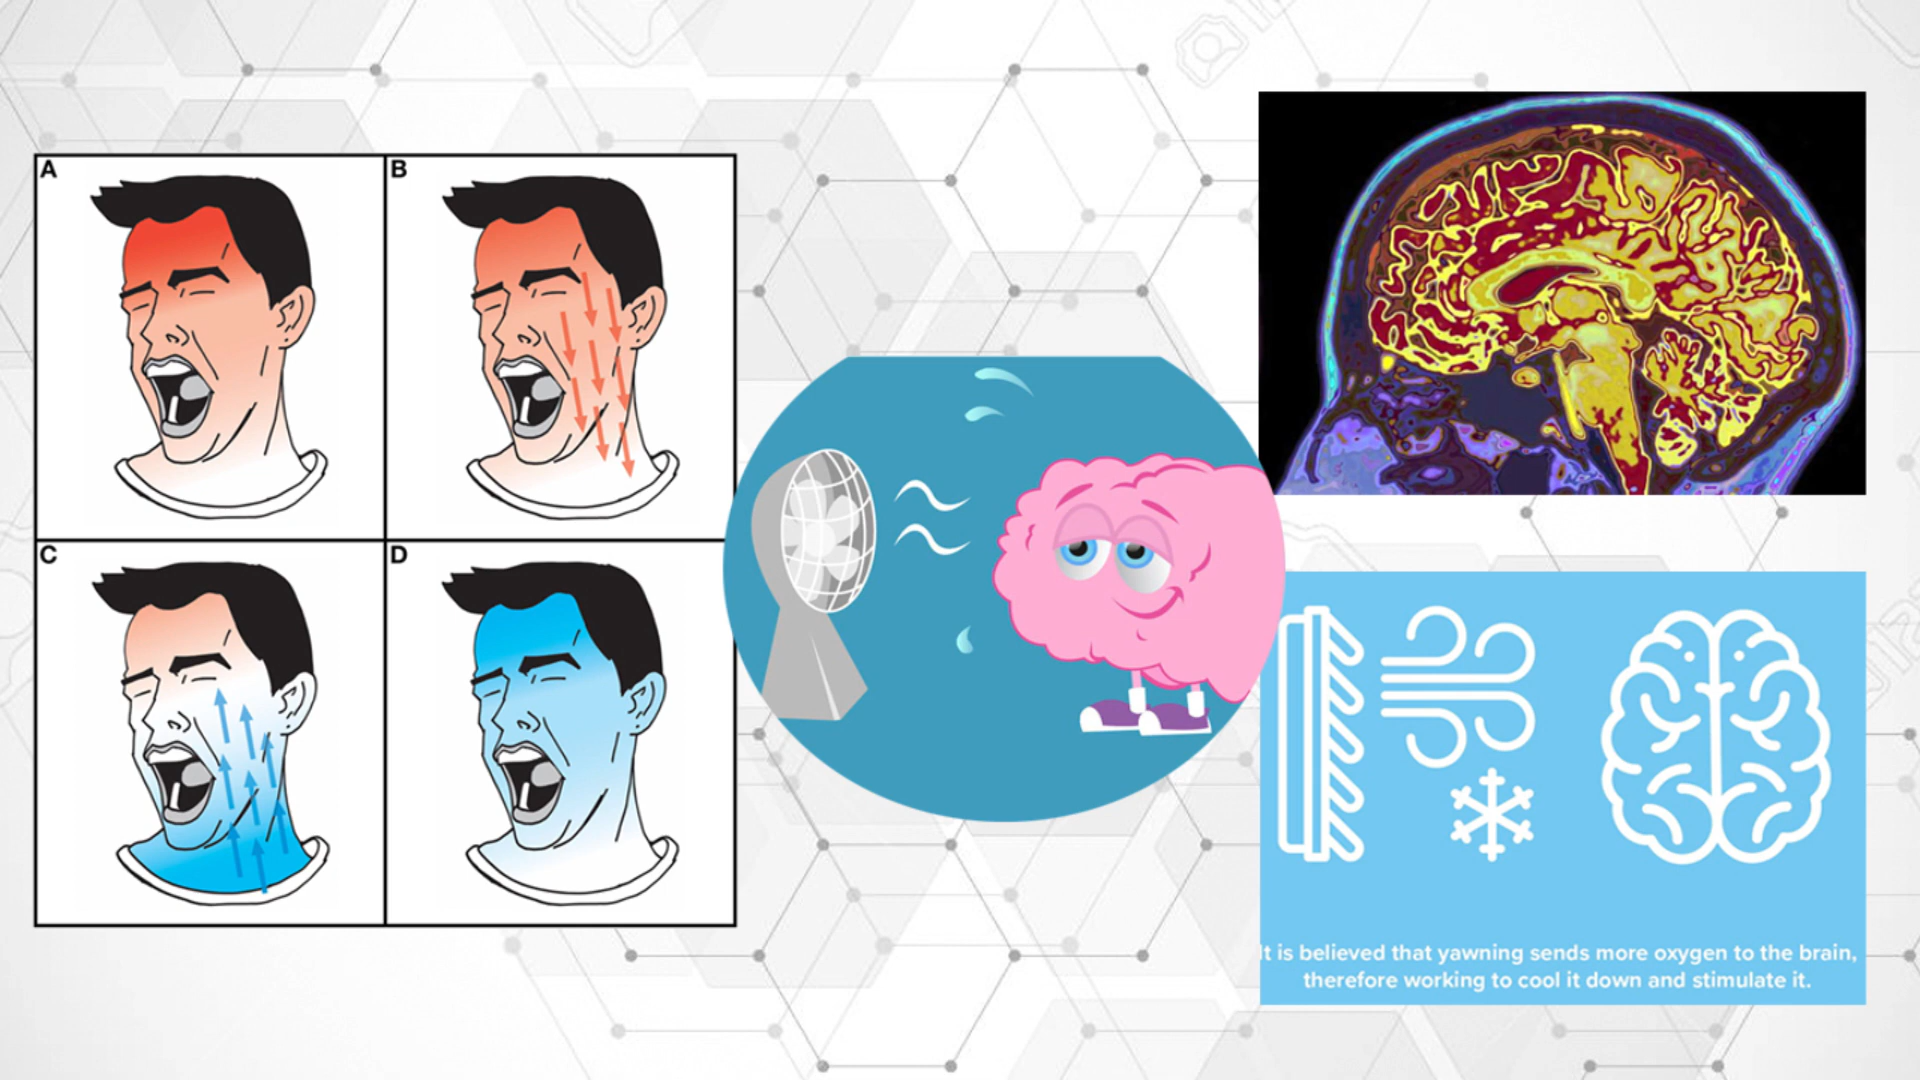 A
B
C
D
It is believed that yawning sends more oxygen to the brain,
therefore working to cool it down and stimulate it.